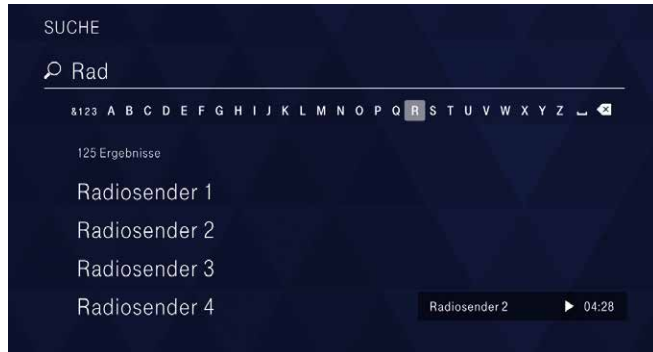 SUCHE
Rad
&123 A B C D E F G H I J K L M N O P Q R S T U V W X Y Z
125 Ergebnisse
Radiosender 1
Radiosender 2
Radiosender 3
Radiosender 4
Radiosender 2 04:28